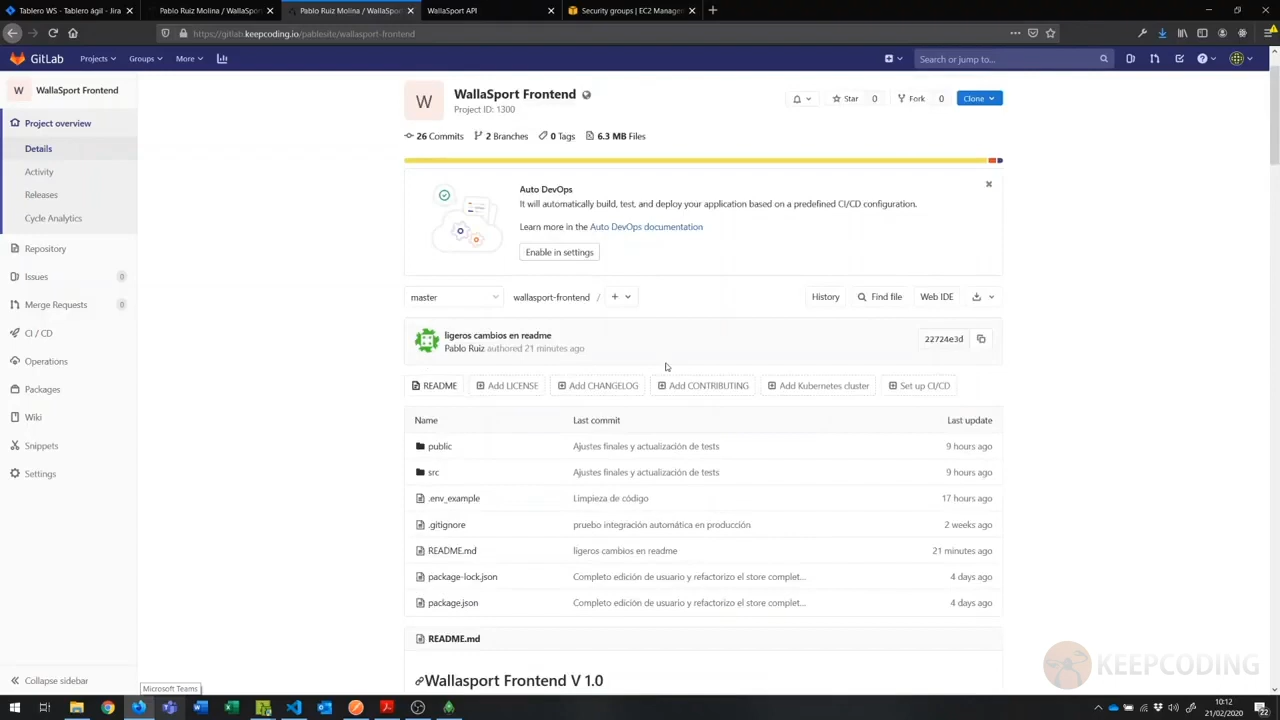 Tablero WS - Tablero ágil - Jira
Pablo Ruiz Molina / WallaSport
Pablo Ruiz Molina / WallaSpor
WallaSport API
Security groups | EC2 Manage
https://gitlab.keepcoding.io/pablesite/wallasport-frontend
GitLab
Projects
Groups
More
Search or jump to...
W
WallaSport Frontend
Project overview
Details
Activity
Releases
Cycle Analytics
Repository
Issues 0
Merge Requests 0
CI / CD
Operations
Packages
Wiki
Snippets
Settings
Collapse sidebar
W
WallaSport Frontend
Project ID: 1300
Star 0
Fork 0
Clone
26 Commits
2 Branches
0 Tags
6.3 MB Files
Auto DevOps
It will automatically build, test, and deploy your application based on a predefined CI/CD configuration.
Learn more in the Auto DevOps documentation
Enable in settings
master
wallasport-frontend /
History
Find file
Web IDE
ligeros cambios en readme
Pablo Ruiz authored 21 minutes ago
22724e3d
README
Add LICENSE
Add CHANGELOG
Add CONTRIBUTING
Add Kubernetes cluster
Set up CI/CD
Name Last commit Last update
public Ajustes finales y actualización de tests 9 hours ago
src Ajustes finales y actualización de tests 9 hours ago
.env_example Limpieza de código 17 hours ago
.gitignore pruebo integración automática en producción 2 weeks ago
README.md ligeros cambios en readme 21 minutes ago
package-lock.json Completo edición de usuario y refactorizo el store complet... 4 days ago
package.json Completo edición de usuario y refactorizo el store complet... 4 days ago
README.md
Wallasport Frontend V 1.0
KEEPCODING
Microsoft Teams
10:12
21/02/2020
22